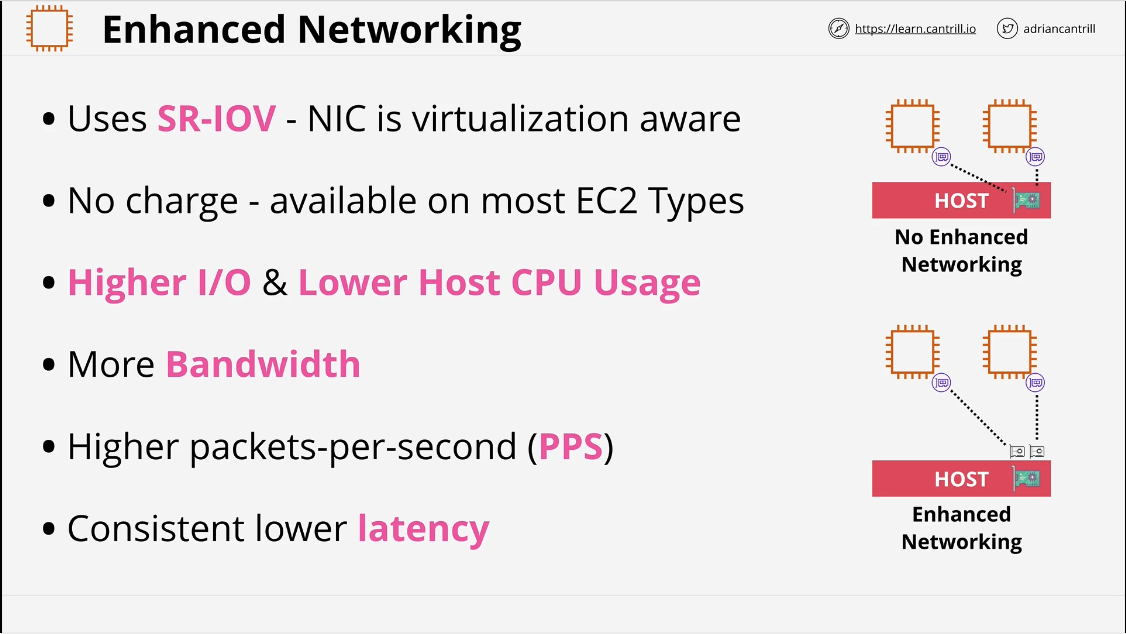 Enhanced Networking
https://learn.cantrill.io
adriancantrill
• Uses SR-IOV - NIC is virtualization aware
• No charge - available on most EC2 Types
• Higher I/O & Lower Host CPU Usage
• More Bandwidth
• Higher packets-per-second (PPS)
• Consistent lower latency
HOST
No Enhanced
Networking
HOST
Enhanced
Networking